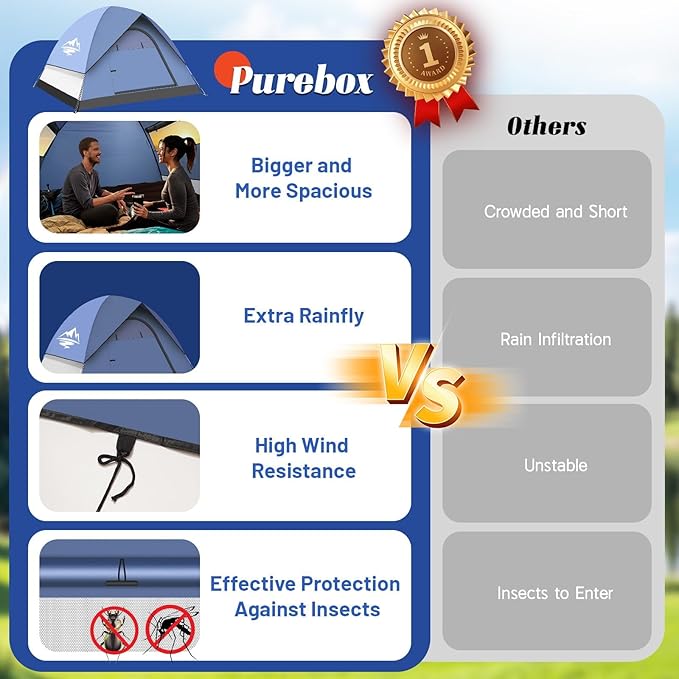 Purebox
1
AWARD
Others
Bigger and
More Spacious
Crowded and Short
Extra Rainfly
Rain Infiltration
VS
High Wind
Resistance
Unstable
Effective Protection
Against Insects
Insects to Enter